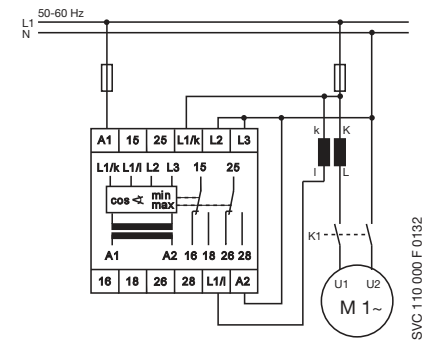 50-60 Hz
L1
N
A1 15 25 L1/k L2 L3
k K
L1/k L1/l L2 L3 15 25
l L
cos ∢ min
max
K1
A1 A2 16 18 26 28
16 18 26 28 L1/l A2
U1 U2
M 1~
SVC 110 000 F 0132